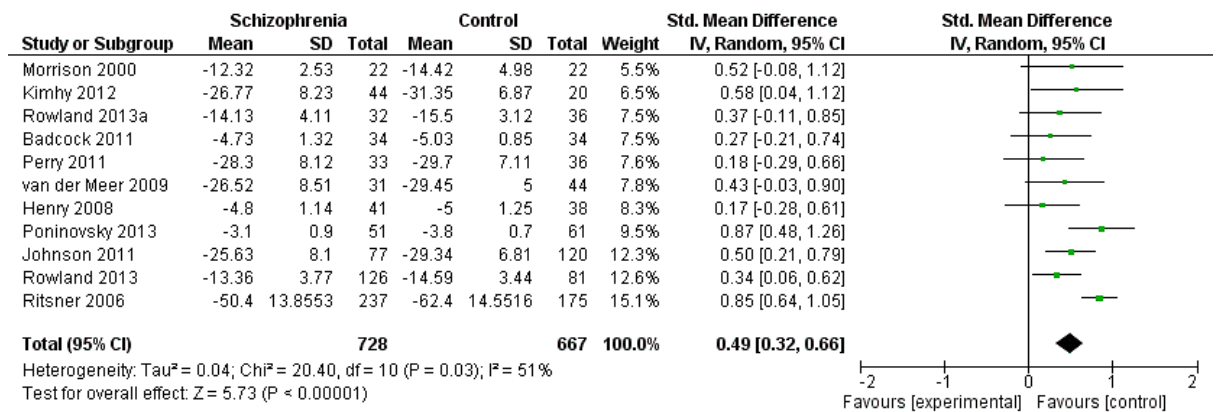 Schizophrenia Control Std. Mean Difference Std. Mean Difference
Study or Subgroup Mean SD Total Mean SD Total Weight IV, Random, 95% CI IV, Random, 95% CI
Morrison 2000 -12.32 2.53 22 -14.42 4.98 22 5.5% 0.52 [-0.08, 1.12]
Kimhy 2012 -26.77 8.23 44 -31.35 6.87 20 6.5% 0.58 [0.04, 1.12]
Rowland 2013a -14.13 4.11 32 -15.5 3.12 36 7.5% 0.37 [-0.11, 0.85]
Badcock 2011 -4.73 1.32 34 -5.03 0.85 34 7.5% 0.27 [-0.21, 0.74]
Perry 2011 -28.3 8.12 33 -29.7 7.11 36 7.6% 0.18 [-0.29, 0.66]
van der Meer 2009 -26.52 8.51 31 -29.45 5 44 7.8% 0.43 [-0.03, 0.90]
Henry 2008 -4.8 1.14 41 -5 1.25 38 8.3% 0.17 [-0.28, 0.61]
Poninovsky 2013 -3.1 0.9 51 -3.8 0.7 61 9.5% 0.87 [0.48, 1.26]
Johnson 2011 -25.63 8.1 77 -29.34 6.81 120 12.3% 0.50 [0.21, 0.79]
Rowland 2013 -13.36 3.77 126 -14.59 3.44 81 12.6% 0.34 [0.06, 0.62]
Ritsner 2006 -50.4 13.8553 237 -62.4 14.5516 175 15.1% 0.85 [0.64, 1.05]
Total (95% CI) 728 667 100.0% 0.49 [0.32, 0.66]
Heterogeneity: Tau² = 0.04; Chi² = 20.40, df = 10 (P = 0.03); I² = 51%
Test for overall effect: Z = 5.73 (P < 0.00001)
-2 -1 0 1 2
Favours [experimental] Favours [control]